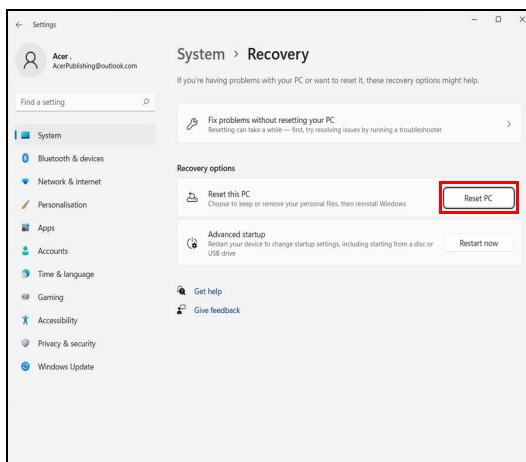 Settings
Acer .
AcerPublishing@outlook.com
Find a setting
System
Bluetooth & devices
Network & internet
Personalisation
Apps
Accounts
Time & language
Gaming
Accessibility
Privacy & security
Windows Update
System > Recovery
If you're having problems with your PC or want to reset it, these recovery options might help.
Fix problems without resetting your PC
Resetting can take a while — first, try resolving issues by running a troubleshooter
Recovery options
Reset this PC
Choose to keep or remove your personal files, then reinstall Windows
Reset PC
Advanced startup
Restart your device to change startup settings, including starting from a disc or
USB drive
Restart now
Get help
Give feedback